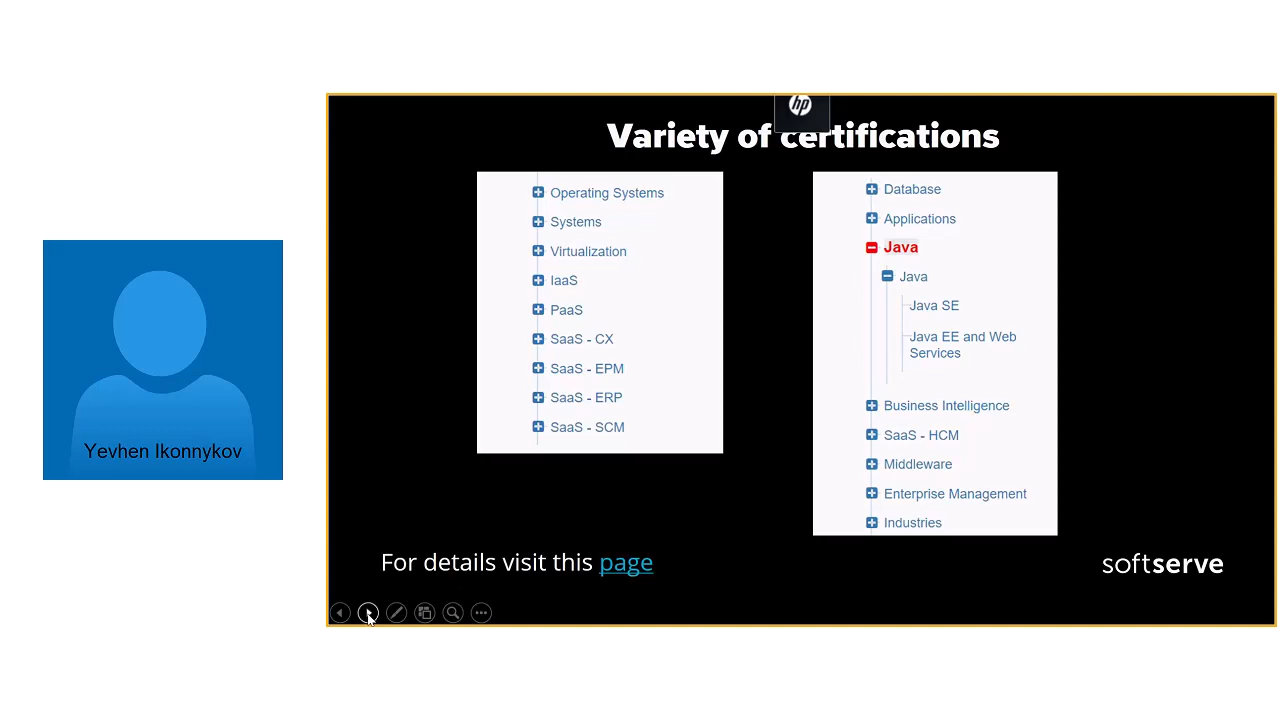 hp
Variety of certifications
Operating Systems
Systems
Virtualization
IaaS
PaaS
SaaS - CX
SaaS - EPM
SaaS - ERP
SaaS - SCM
Database
Applications
Java
Java
Java SE
Java EE and Web
Services
Business Intelligence
SaaS - HCM
Middleware
Enterprise Management
Industries
Yevhen Ikonnykov
For details visit this page
softserve